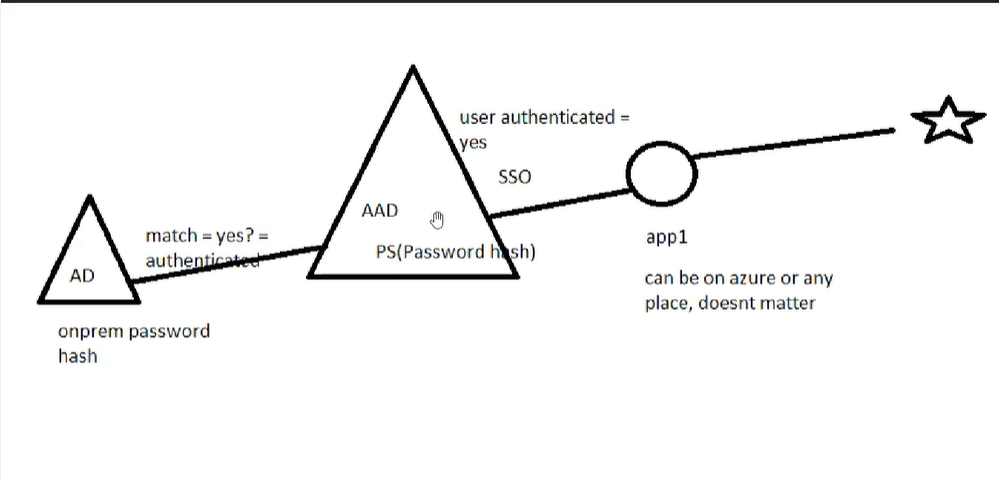 user authenticated =
yes
SSO
AAD
match = yes? =
authenticated
PS(Password hash)
AD
app1
onprem password
hash
can be on azure or any
place, doesnt matter